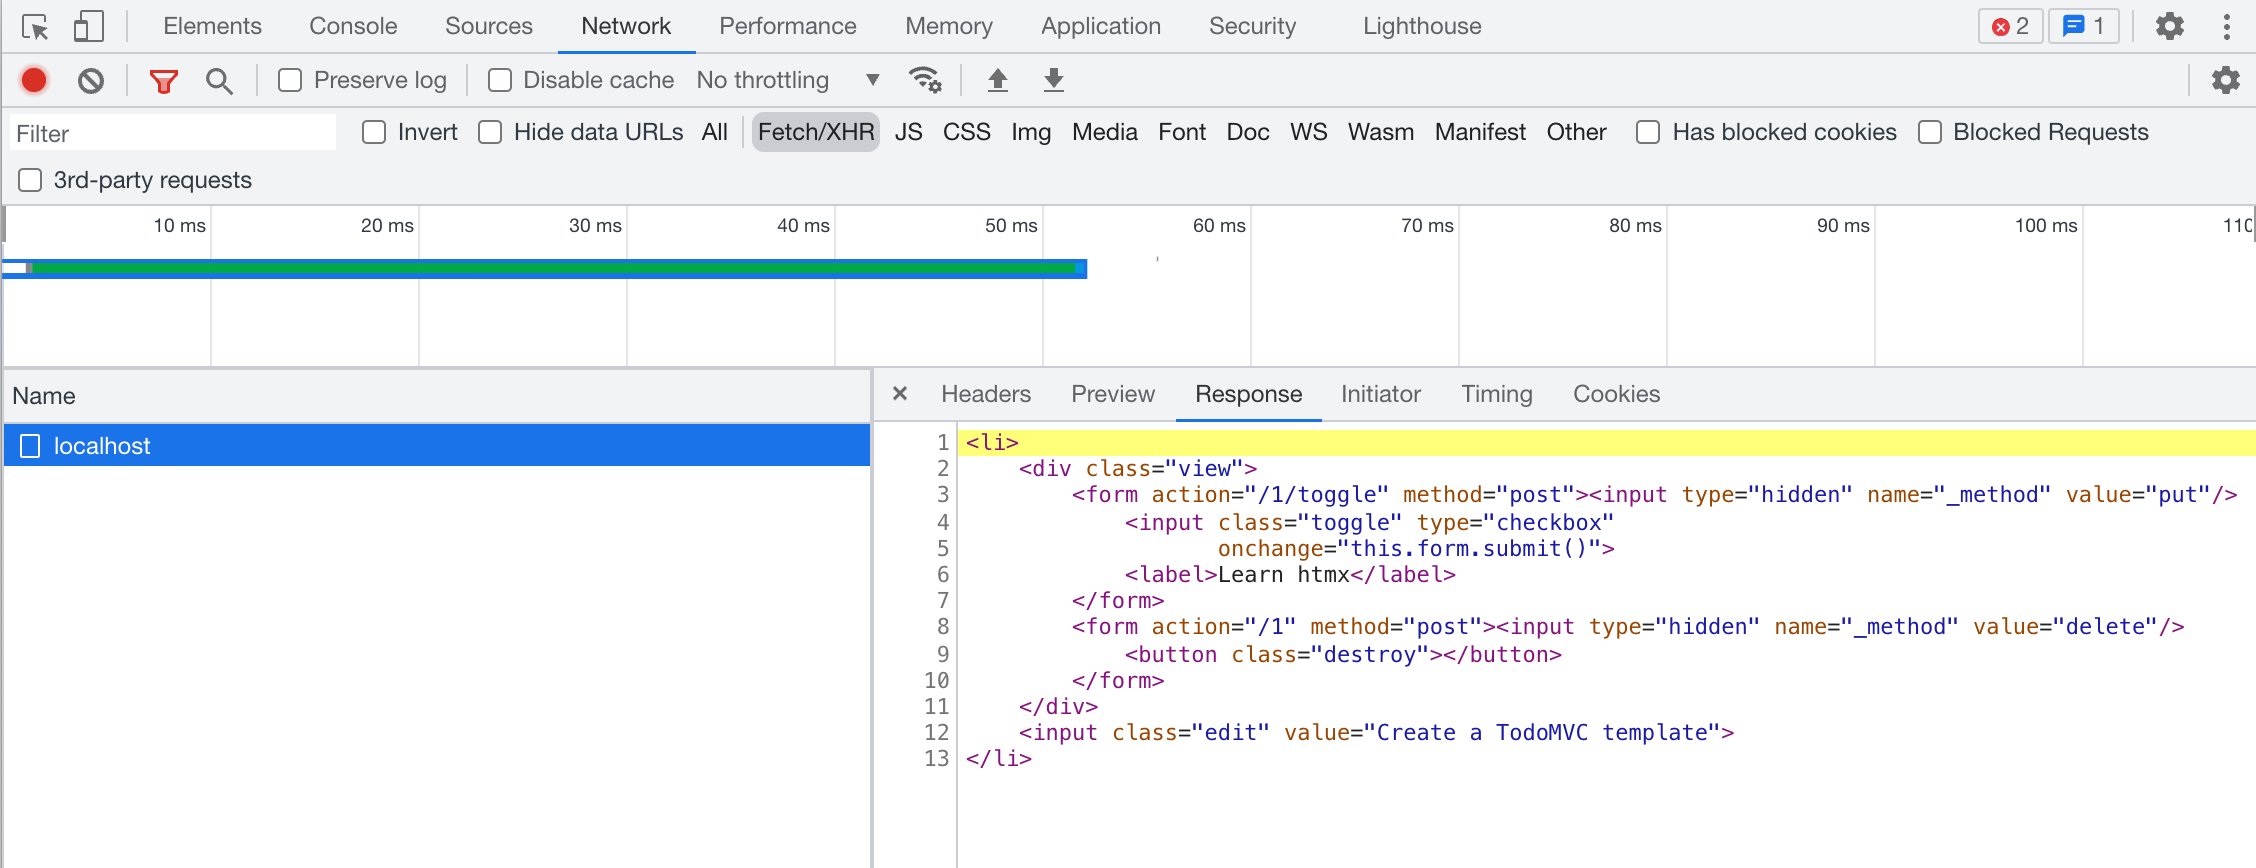 Elements Console Sources Network Performance Memory Application Security Lighthouse 2 1
Preserve log Disable cache No throttling
Filter Invert Hide data URLs All Fetch/XHR JS CSS Img Media Font Doc WS Wasm Manifest Other Has blocked cookies Blocked Requests
3rd-party requests
10 ms 20 ms 30 ms 40 ms 50 ms 60 ms 70 ms 80 ms 90 ms 100 ms 110
Name
localhost
× Headers Preview Response Initiator Timing Cookies
1 <li>
2     <div class="view">
3         <form action="/1/toggle" method="post"><input type="hidden" name="_method" value="put"/>
4             <input class="toggle" type="checkbox"
5                    onchange="this.form.submit()">
6             <label>Learn htmx</label>
7         </form>
8         <form action="/1" method="post"><input type="hidden" name="_method" value="delete"/>
9             <button class="destroy"></button>
10         </form>
11     </div>
12     <input class="edit" value="Create a TodoMVC template">
13 </li>